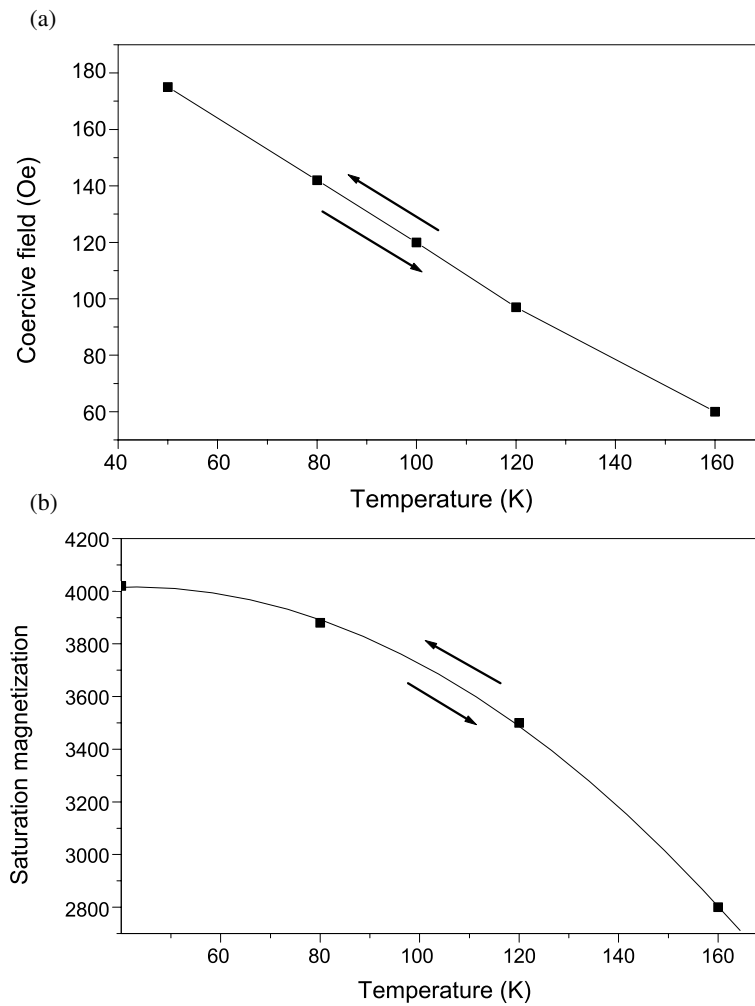 (a)
180
160
140
120
100
80
60
Coercive field (Oe)
40 60 80 100 120 140 160
Temperature (K)
(b)
4200
4000
3800
3600
3400
3200
3000
2800
Saturation magnetization
60 80 100 120 140 160
Temperature (K)